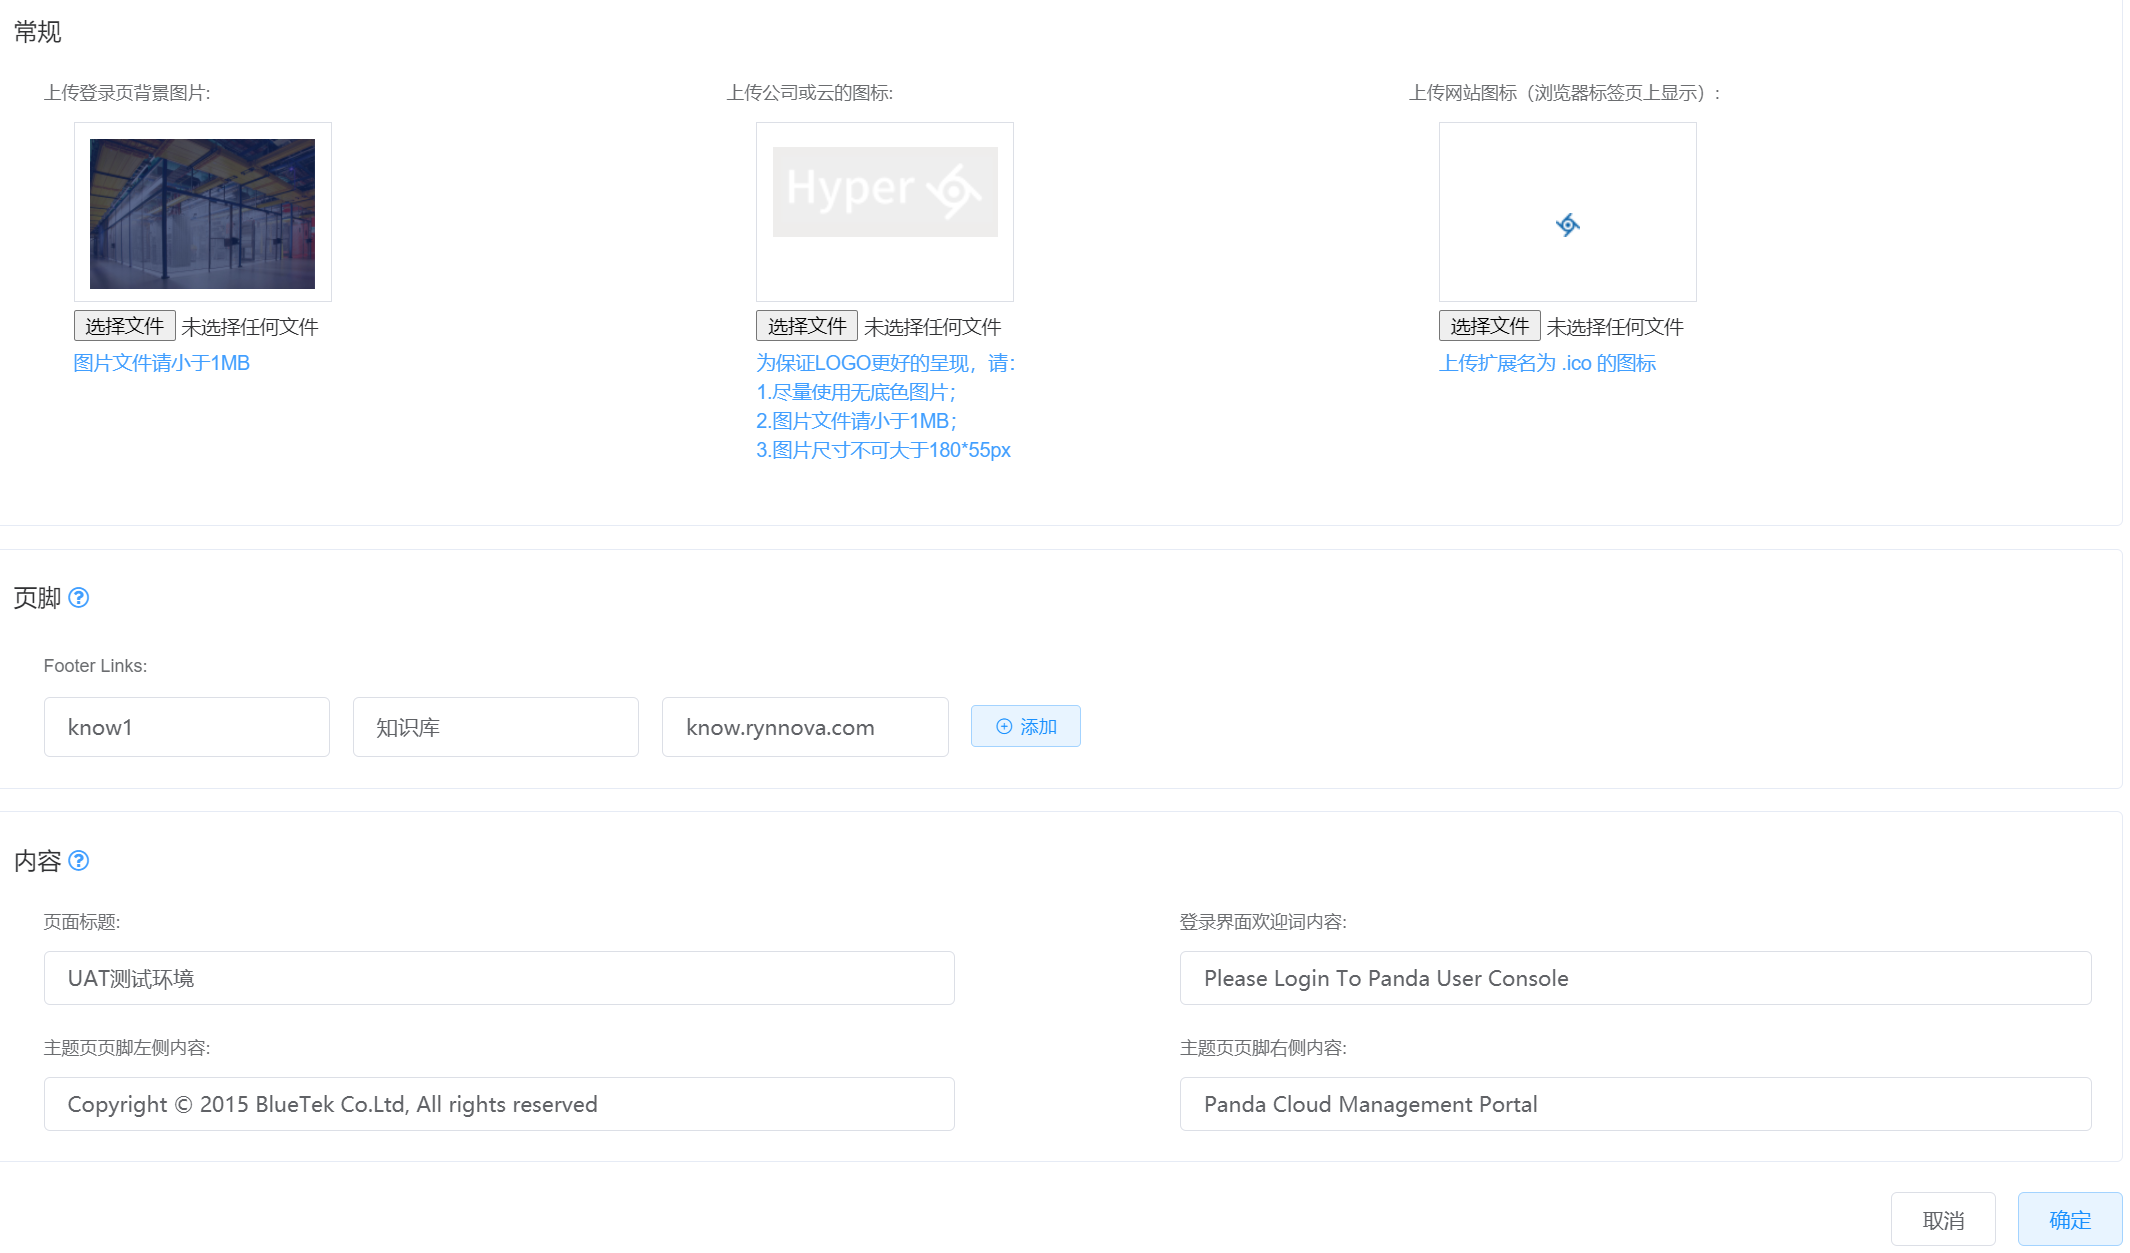 常规
上传登录页背景图片:
上传公司或云的图标:
上传网站图标（浏览器标签页上显示）:
Hyper
选择文件 未选择任何文件
选择文件 未选择任何文件
选择文件 未选择任何文件
图片文件请小于1MB
为保证LOGO更好的呈现，请：
1.尽量使用无底色图片；
2.图片文件请小于1MB；
3.图片尺寸不可大于180*55px
上传扩展名为 .ico 的图标
页脚
Footer Links:
know1
知识库
know.rynnova.com
添加
内容
页面标题:
登录界面欢迎词内容:
UAT测试环境
Please Login To Panda User Console
主题页页脚左侧内容:
主题页页脚右侧内容:
Copyright © 2015 BlueTek Co.Ltd, All rights reserved
Panda Cloud Management Portal
取消
确定